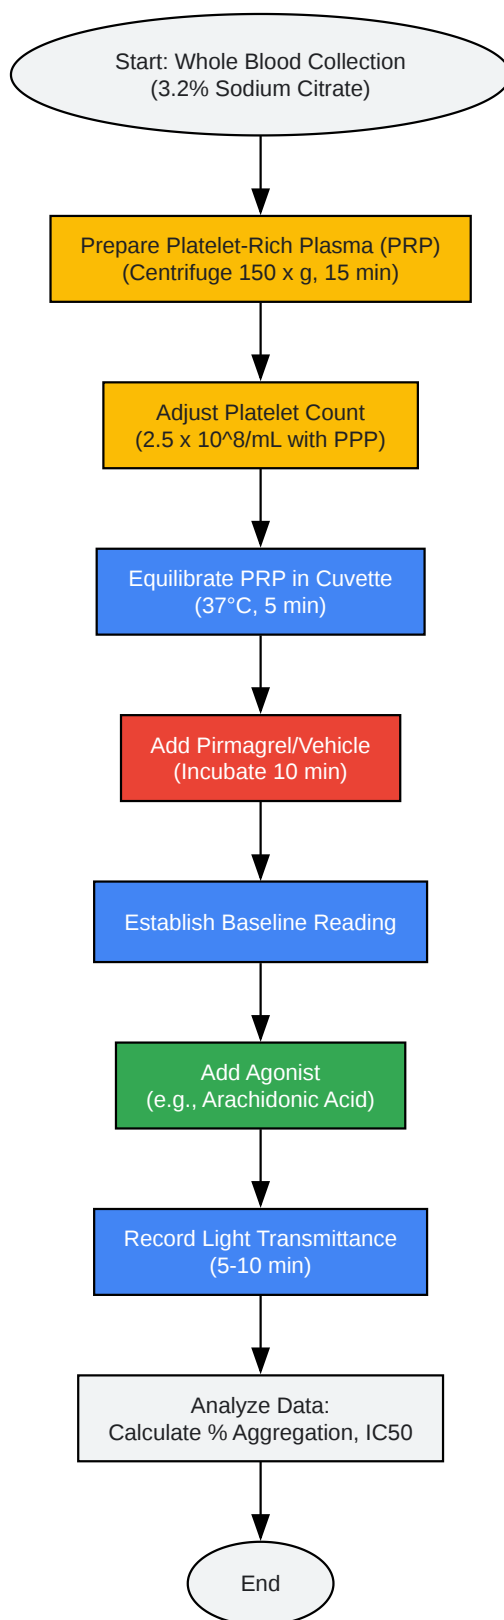 Start: Whole Blood Collection
(3.2% Sodium Citrate)
Prepare Platelet-Rich Plasma (PRP)
(Centrifuge 150 x g, 15 min)
Adjust Platelet Count
(2.5 x 10^8/mL with PPP)
Equilibrate PRP in Cuvette
(37°C, 5 min)
Add Pirmagrel/Vehicle
(Incubate 10 min)
Establish Baseline Reading
Add Agonist
(e.g., Arachidonic Acid)
Record Light Transmittance
(5-10 min)
Analyze Data:
Calculate % Aggregation, IC50
End